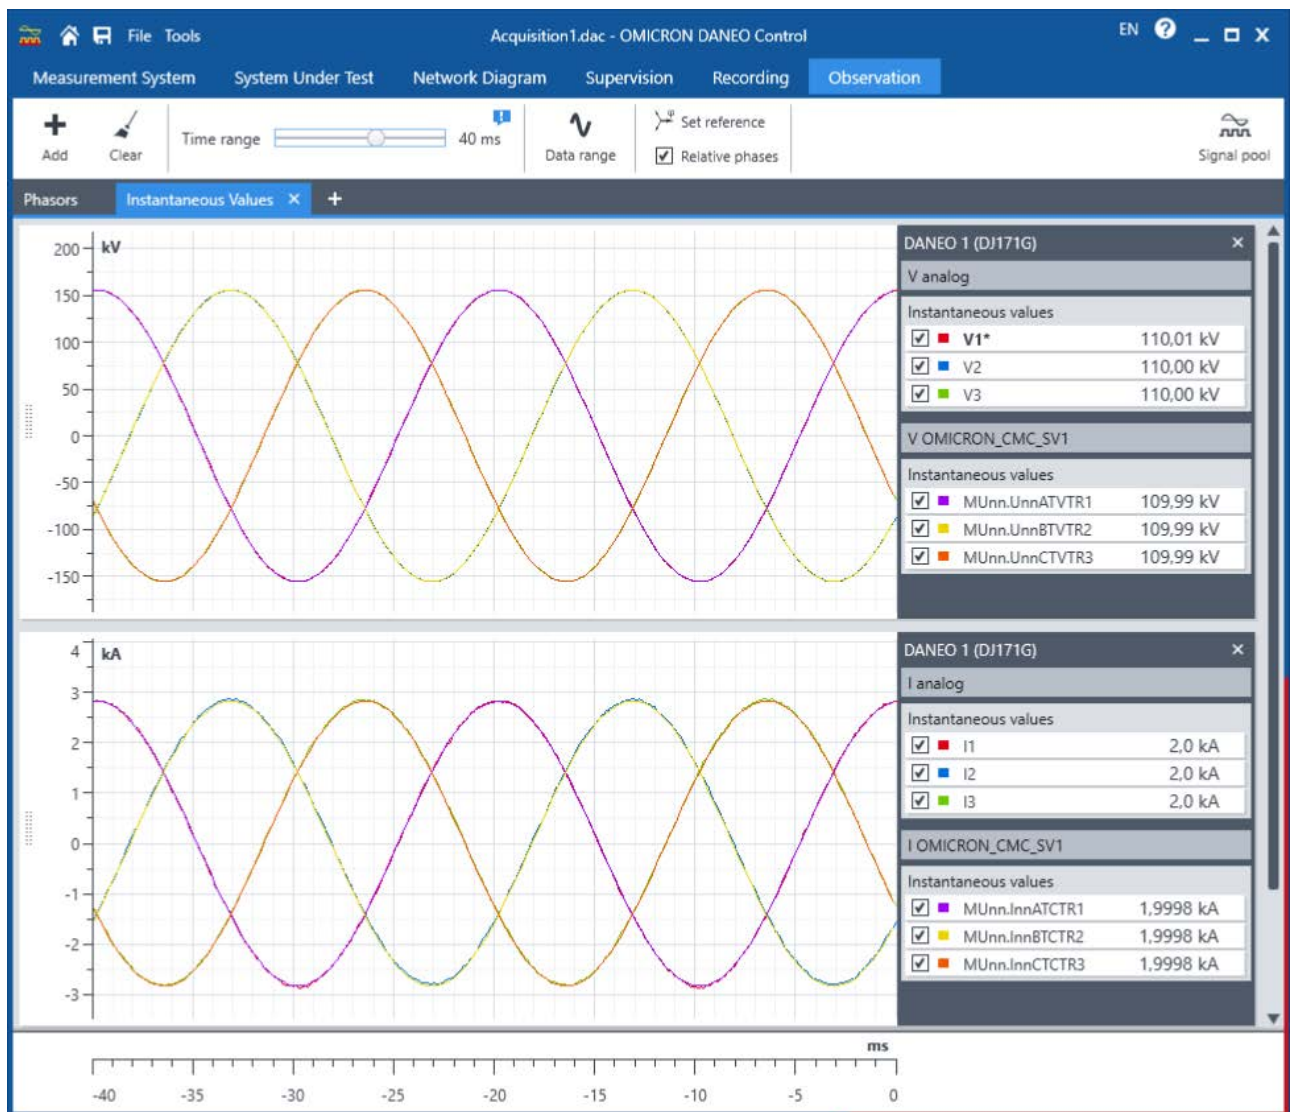 File Tools Acquisition1.dac - OMICRON DANEO Control EN ?
Measurement System System Under Test Network Diagram Supervision Recording Observation
Add Clear Time range 40 ms Data range Set reference Relative phases Signal pool
Phasors Instantaneous Values × +
kV
200
150
100
50
0
-50
-100
-150
DANEO 1 (DJ171G) ×
V analog
Instantaneous values
V1* 110,01 kV
V2 110,00 kV
V3 110,00 kV
V OMICRON_CMC_SV1
Instantaneous values
MUnn.UnnATVTR1 109,99 kV
MUnn.UnnBTVTR2 109,99 kV
MUnn.UnnCTVTR3 109,99 kV
kA
4
3
2
1
0
-1
-2
-3
DANEO 1 (DJ171G) ×
I analog
Instantaneous values
I1 2,0 kA
I2 2,0 kA
I3 2,0 kA
I OMICRON_CMC_SV1
Instantaneous values
MUnn.InnATCTR1 1,9998 kA
MUnn.InnBTCTR2 1,9998 kA
MUnn.InnCTCTR3 1,9998 kA
ms
-40 -35 -30 -25 -20 -15 -10 -5 0